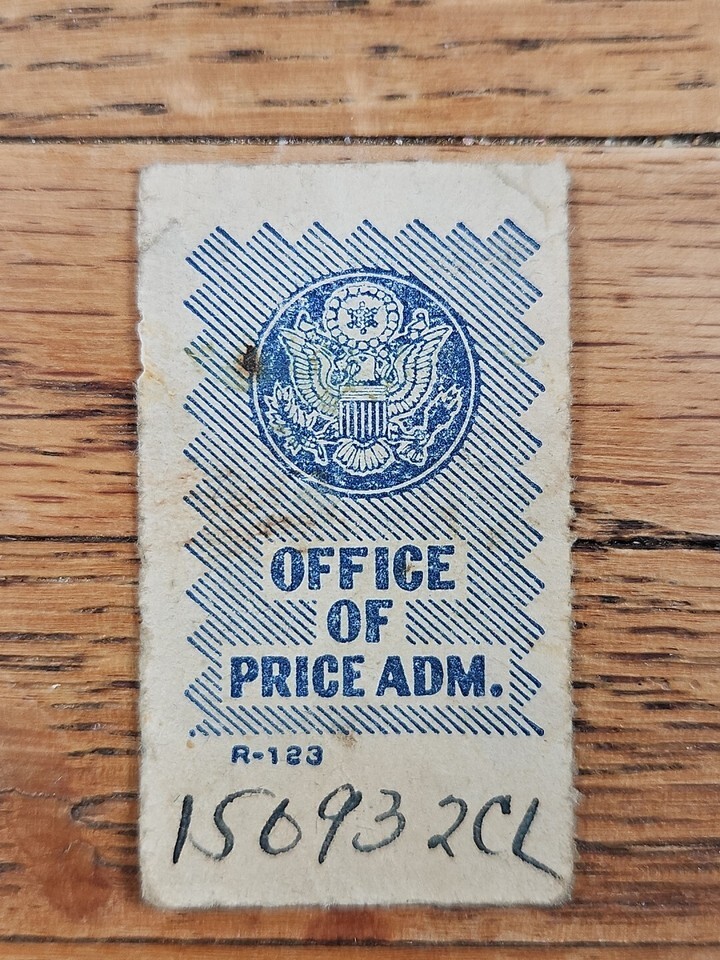 OFFICE
OF
PRICE ADM.
R-123
150932CL